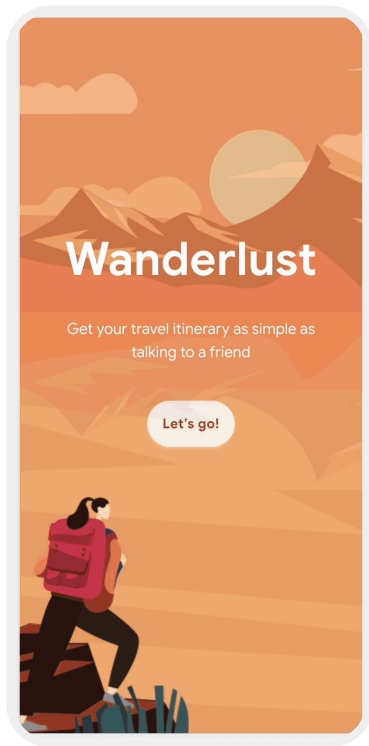 Wanderlust
Get your travel itinerary as simple as
talking to a friend
Let's go!